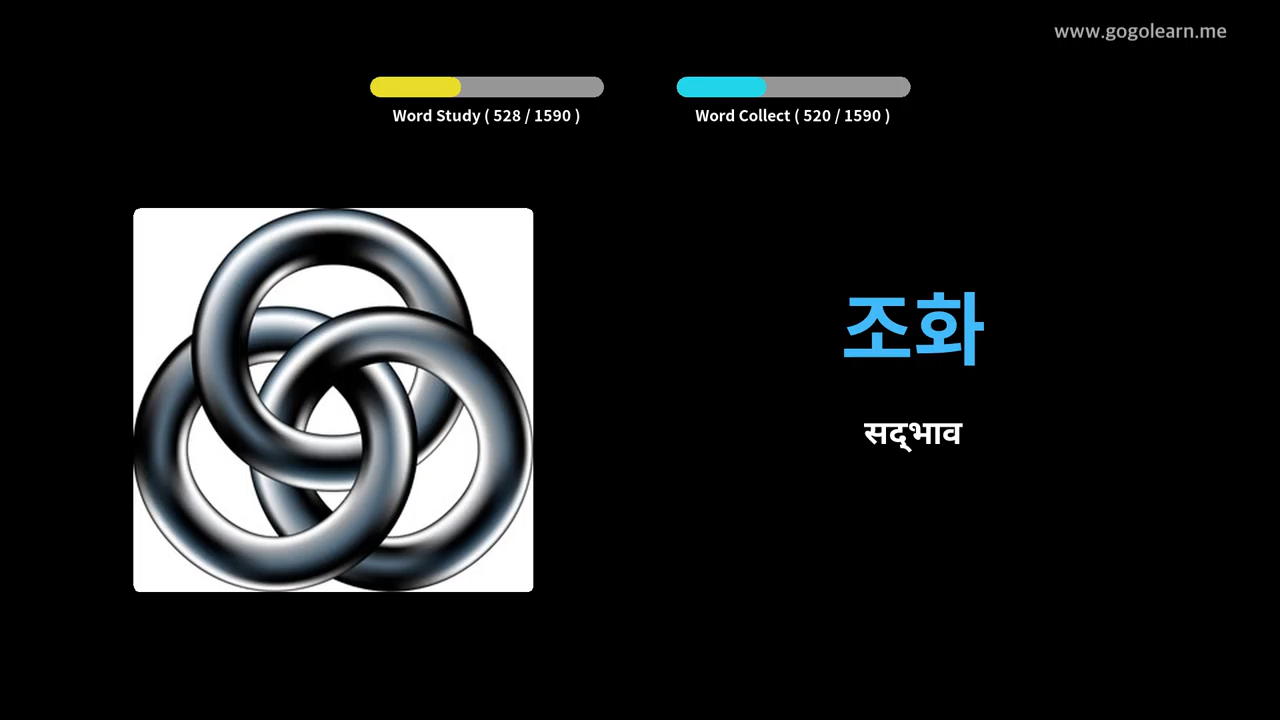 www.gogolearn.me
Word Study ( 528 / 1590 )
Word Collect ( 520 / 1590 )
조화
सद्‌भाव